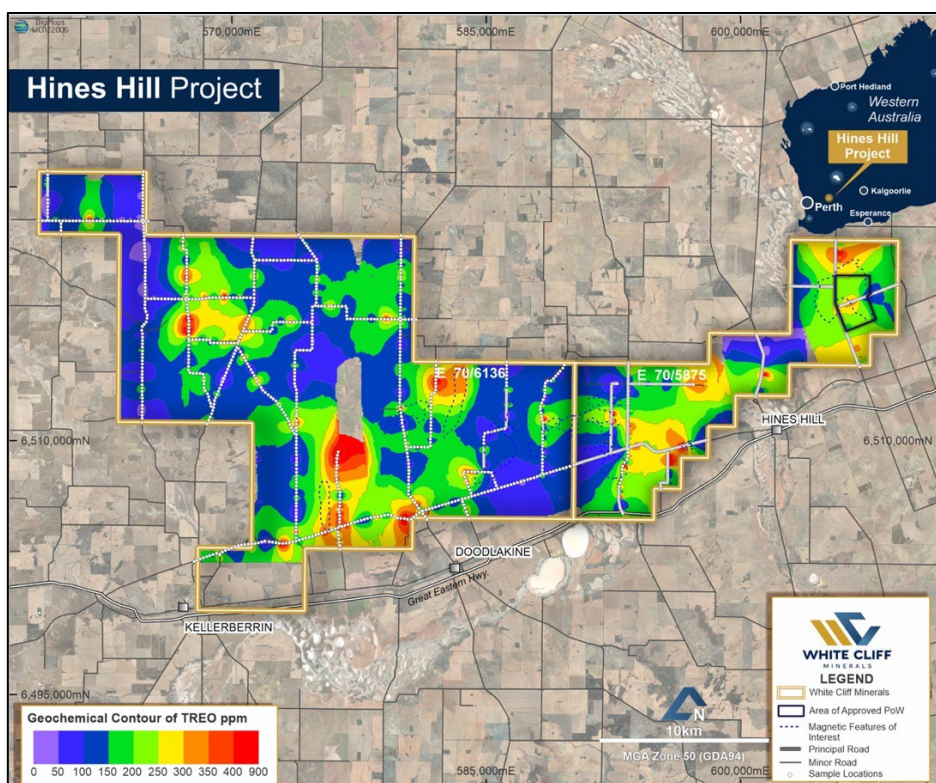 DigMaps
WCN22006
570,000mE
585,000mE
600,000mE
Hines Hill Project
Port Hedland
Western
Australia
Hines Hill
Project
Kalgoorlie
Perth
Esperance
E 70/6136
E 70/5875
HINES HILL
6,510,000mN
6,510,000mN
DOODLAKINE
Great Eastern Hwy.
KELLERBERRIN
6,495,000mN
Geochemical Contour of TREO ppm
0 50 100 150 200 250 300 350 400 900
585,000mE
N
10km
MGA Zone 50 (GDA94)
600,000mE
WHITE CLIFF
MINERALS
LEGEND
White Cliff Minerals
Area of Approved PoW
Magnetic Features of
Interest
Principal Road
Minor Road
Sample Locations